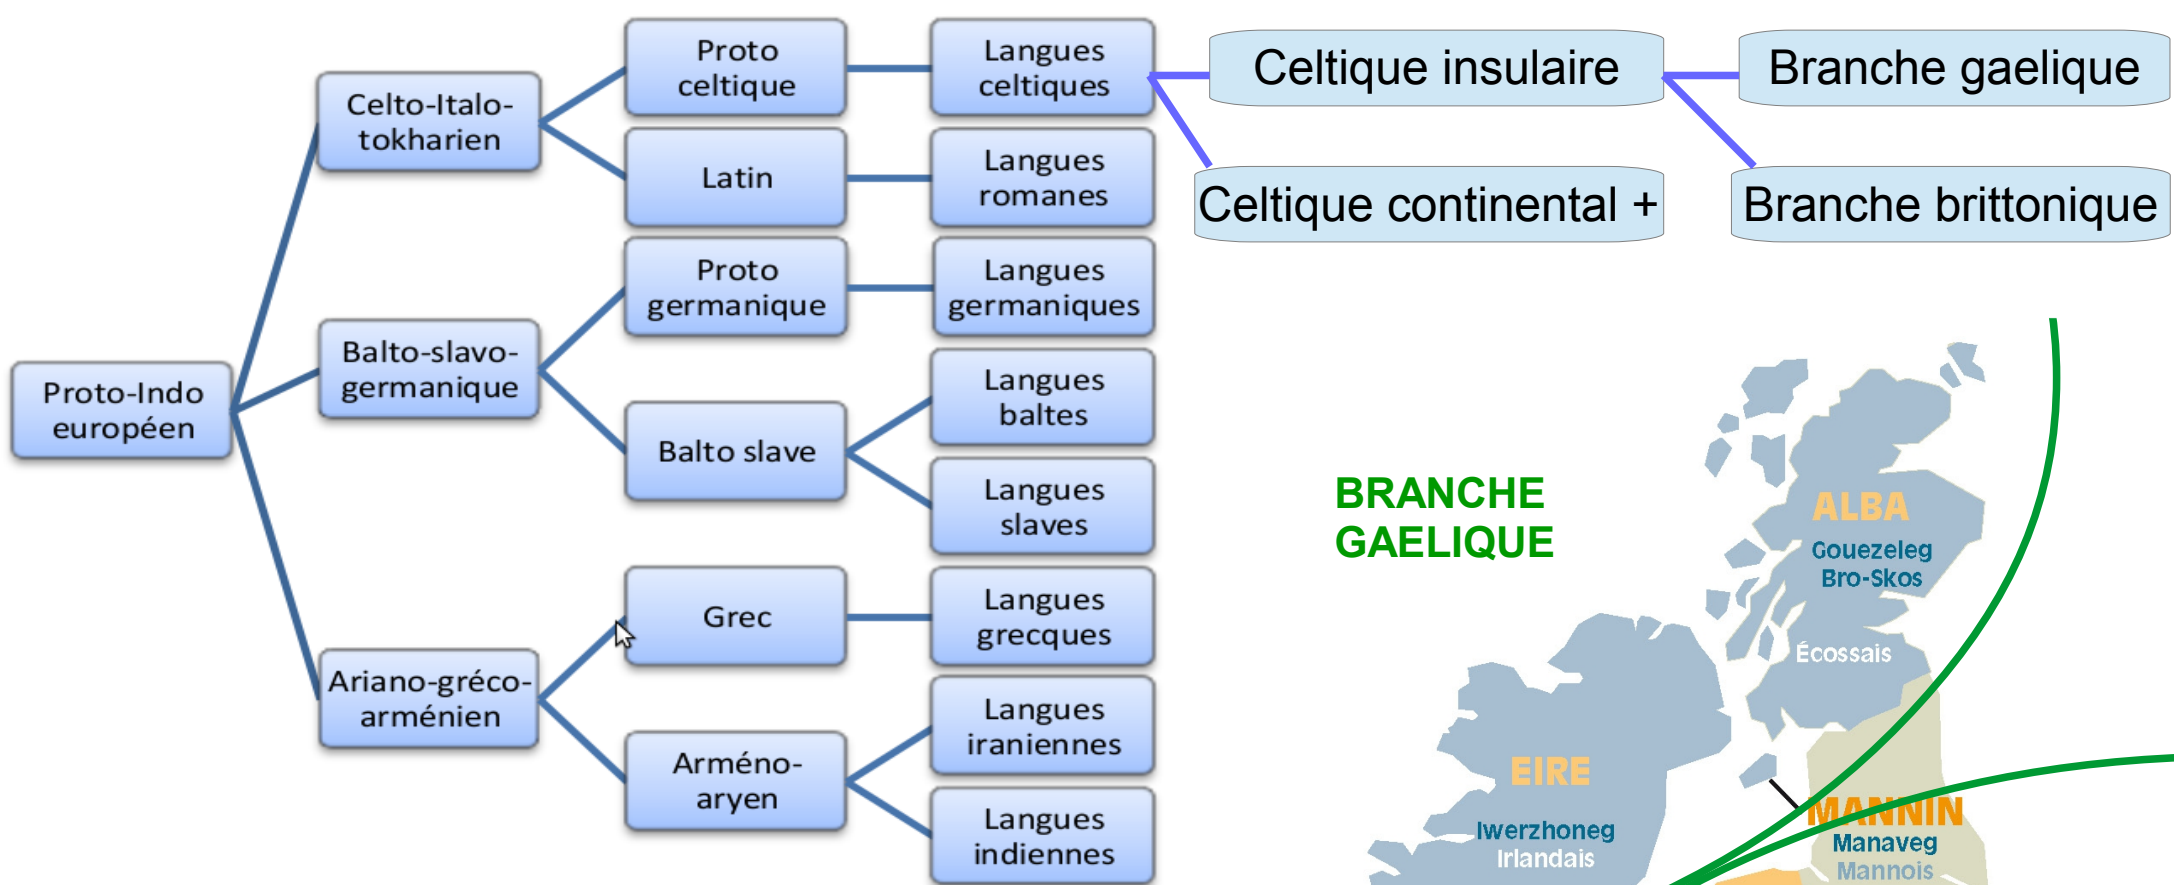 Proto-Indo
européen
Celto-Italo-
tokharien
Balto-slavo-
germanique
Ariano-gréco-
arménien
Proto
celtique
Latin
Proto
germanique
Balto slave
Grec
Arméno-
aryen
Langues
celtiques
Langues
romanes
Langues
germaniques
Langues
baltes
Langues
slaves
Langues
grecques
Langues
iraniennes
Langues
indiennes
Celtique insulaire
Celtique continental +
Branche gaelique
Branche brittonique
BRANCHE
GAELIQUE
ALBA
Gouezeleg
Bro-Skos
Écossais
EIRE
Iwerzhoneg
Irlandais
MANNIN
Manaveg
Mannois